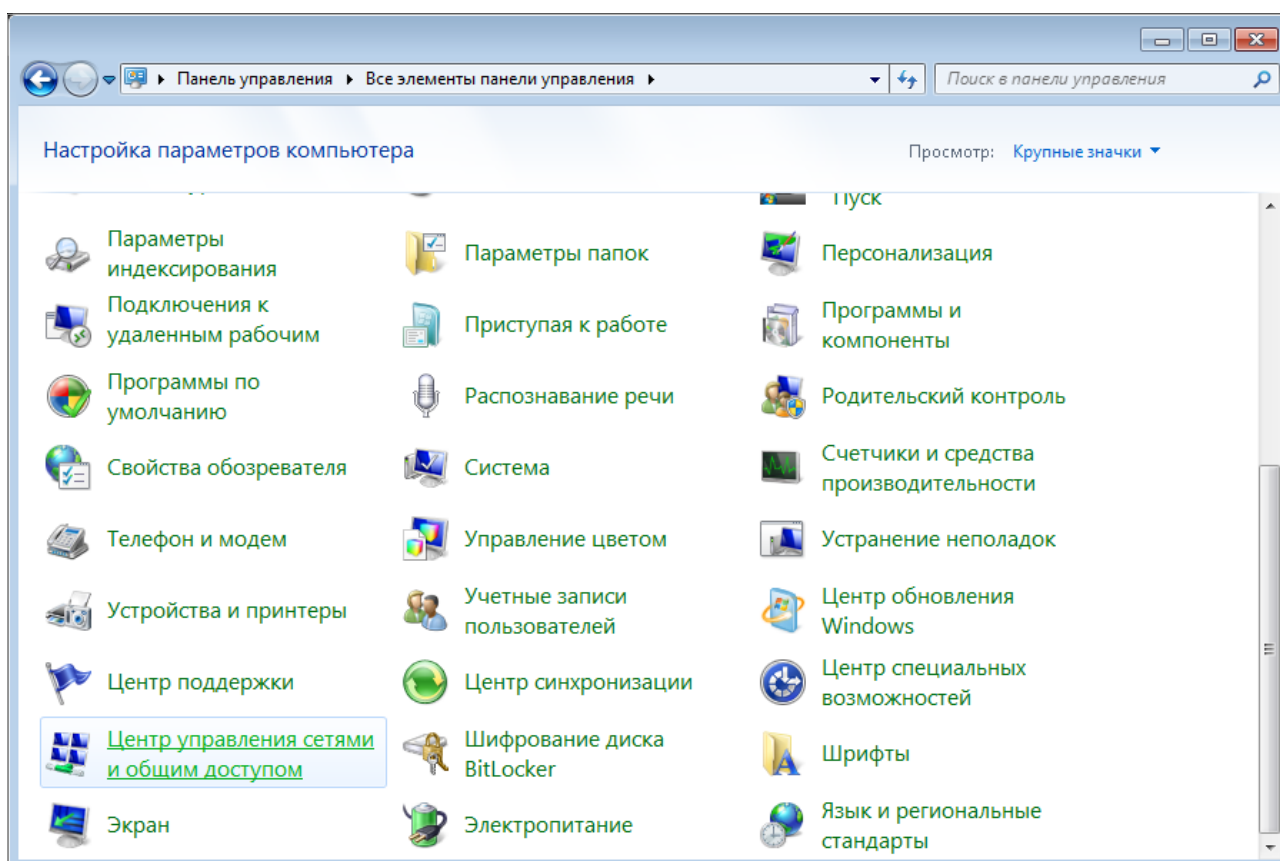 Панель управления
Все элементы панели управления
Поиск в панели управления
Настройка параметров компьютера
Просмотр: Крупные значки
Пуск
Параметры
индексирования
Параметры папок
Персонализация
Подключения к
удаленным рабочим
Приступая к работе
Программы и
компоненты
Программы по
умолчанию
Распознавание речи
Родительский контроль
Свойства обозревателя
Система
Счетчики и средства
производительности
Телефон и модем
Управление цветом
Устранение неполадок
Устройства и принтеры
Учетные записи
пользователей
Центр обновления
Windows
Центр поддержки
Центр синхронизации
Центр специальных
возможностей
Центр управления сетями
и общим доступом
Шифрование диска
BitLocker
Шрифты
Экран
Электропитание
Язык и региональные
стандарты